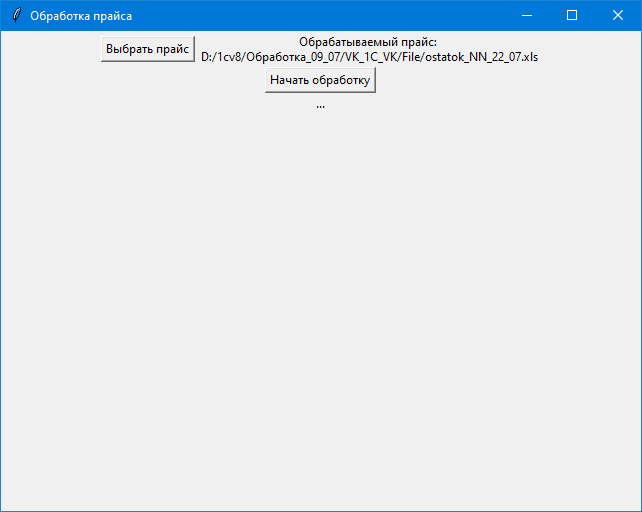 Обработка прайса
Выбрать прайс
Обрабатываемый прайс:
D:/1cv8/Обработка_09_07/VK_1C_VK/File/ostatok_NN_22_07.xls
Начать обработку
...